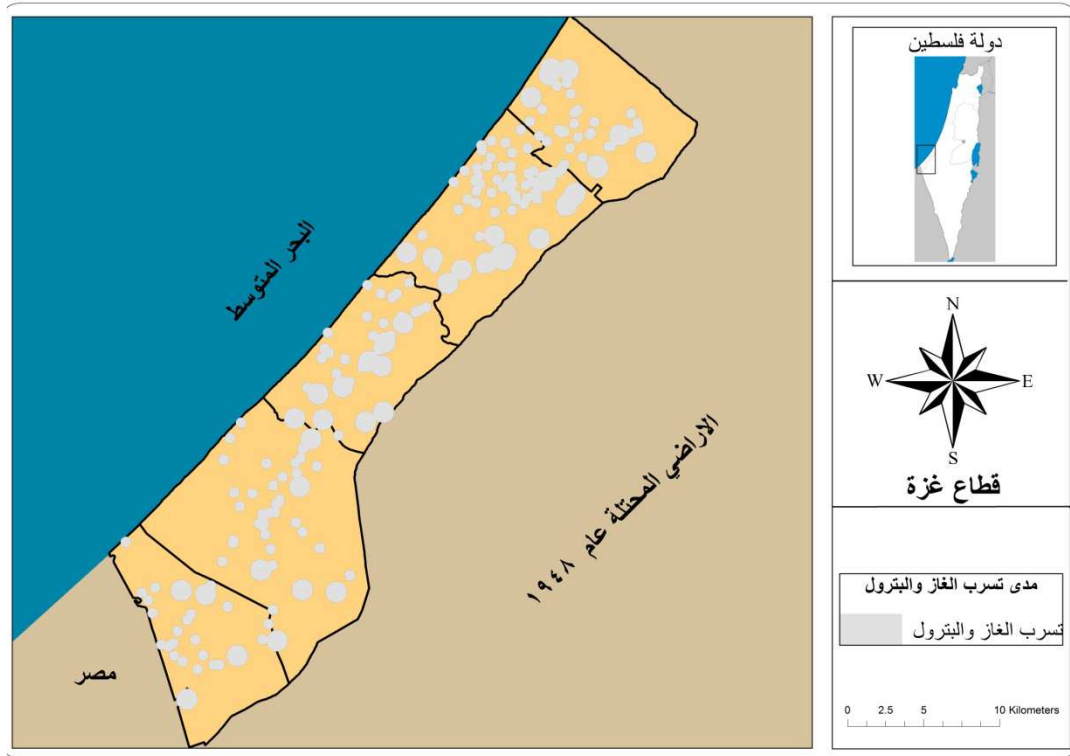 دولة فلسطين
البحر المتوسط
الاراضي المحتلة عام ١٩٤٨
مصر
N
W E
S
قطاع غزة
مدى تسرب الغاز والبترول
تسرب الغاز والبترول
0 2.5 5 10 Kilometers